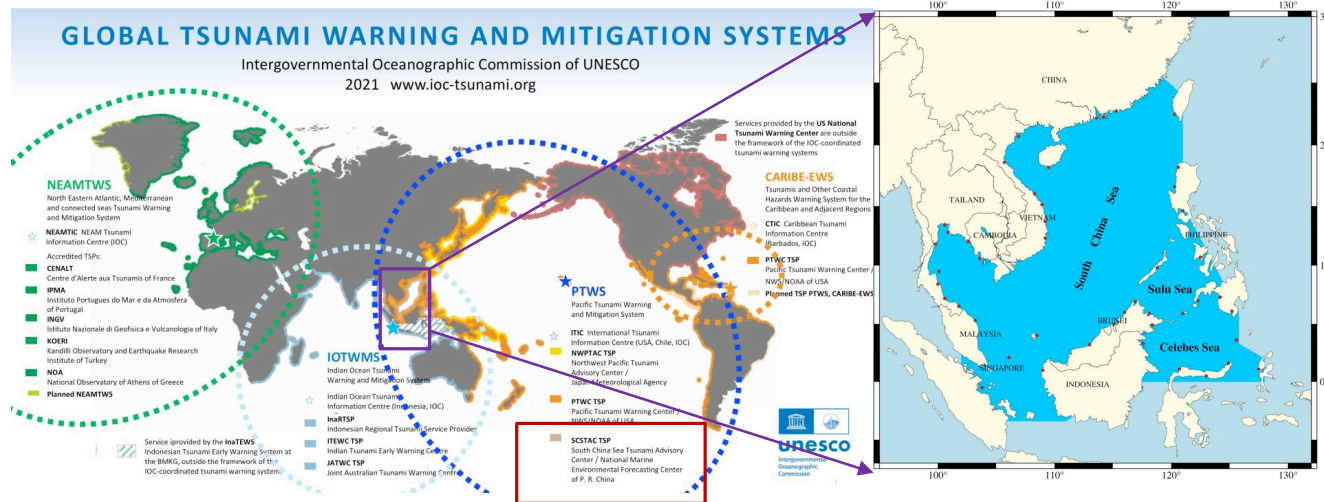 GLOBAL TSUNAMI WARNING AND MITIGATION SYSTEMS
Intergovernmental Oceanographic Commission of UNESCO
2021 www.ioc-tsunami.org
NEAMTWS
North Eastern Atlantic, Mediterranean
and connected seas Tsunami Warning
and Mitigation System
NEAMTIC NEAM Tsunami
Information Centre (IOC)
Accredited TSPs:
CENALT
Centre d'Alerte aux Tsunamis of France
IPMA
Instituto Portugues do Mar e da Atmosfera
of Portugal
INGV
Istituto Nazionale di Geofisica e Vulcanologia of Italy
KOERI
Kandilli Observatory and Earthquake Research
Institute of Turkey
NOA
National Observatory of Athens of Greece
Planned NEAMTWS
Service iprovided by the InaTEWS
Indonesian Tsunami Early Warning System at
the BMKG, outside the framework of the
IOC-coordinated tsunami warning system
IOTWMS
Indian Ocean Tsunami
Warning and Mitigation System
Indian Ocean Tsunami
Information Centre (Indonesia, IOC)
InaRTSP
Indonesian Regional Tsunami Service Provider
ITEWC TSP
Indian Tsunami Early Warning Centre
JATWC TSP
Joint Australian Tsunami Warning Centre
PTWS
Pacific Tsunami Warning
and Mitigation System
ITIC International Tsunami
Information Centre (USA, Chile, IOC)
NWPTAC TSP
Northwest Pacific Tsunami
Advisory Center /
Japan Meteorological Agency
PTWC TSP
Pacific Tsunami Warning Center /
NWS/NOAA of USA
SCSTAC TSP
South China Sea Tsunami Advisory
Center / National Marine
Environmental Forecasting Center
of P. R. China
Services provided by the US National
Tsunami Warning Center are outside
the framework of the IOC-coordinated
tsunami warning systems
CARIBE-EWS
Tsunamis and Other Coastal
Hazards Warning System for the
Caribbean and Adjacent Regions
CTIC Caribbean Tsunami
Information Centre
(Barbados, IOC)
PTWC TSP
Pacific Tsunami Warning Center /
NWS/NOAA of USA
Planned TSP PTWS, CARIBE-EWS
unesco
Intergovernmental
Oceanographic
Commission
100° 110° 120° 130°
CHINA
TAILAND
VIETNAM
CAMBODIA
South China Sea
PHILIPPINE
Sulu Sea
BRUNEI
MALAYSIA
Celebes Sea
SINGAPORE
INDONESIA
100° 110° 120° 130°